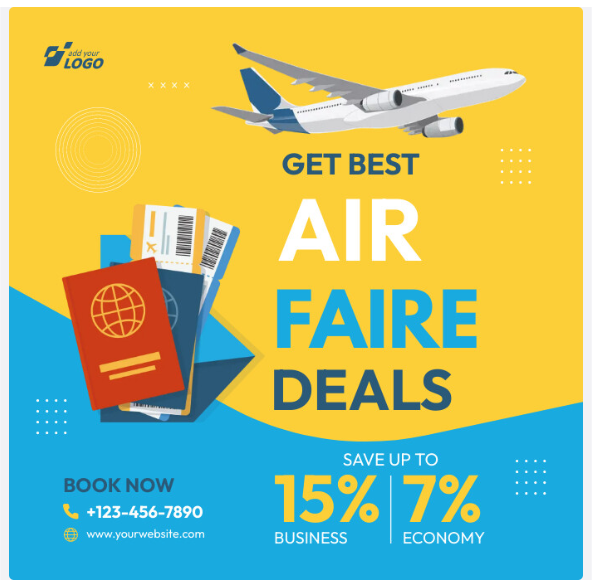 add your
LOGO
GET BEST
AIR
FAIRE
DEALS
SAVE UP TO
15% 7%
BUSINESS ECONOMY
BOOK NOW
+123-456-7890
www.yourwebsite.com